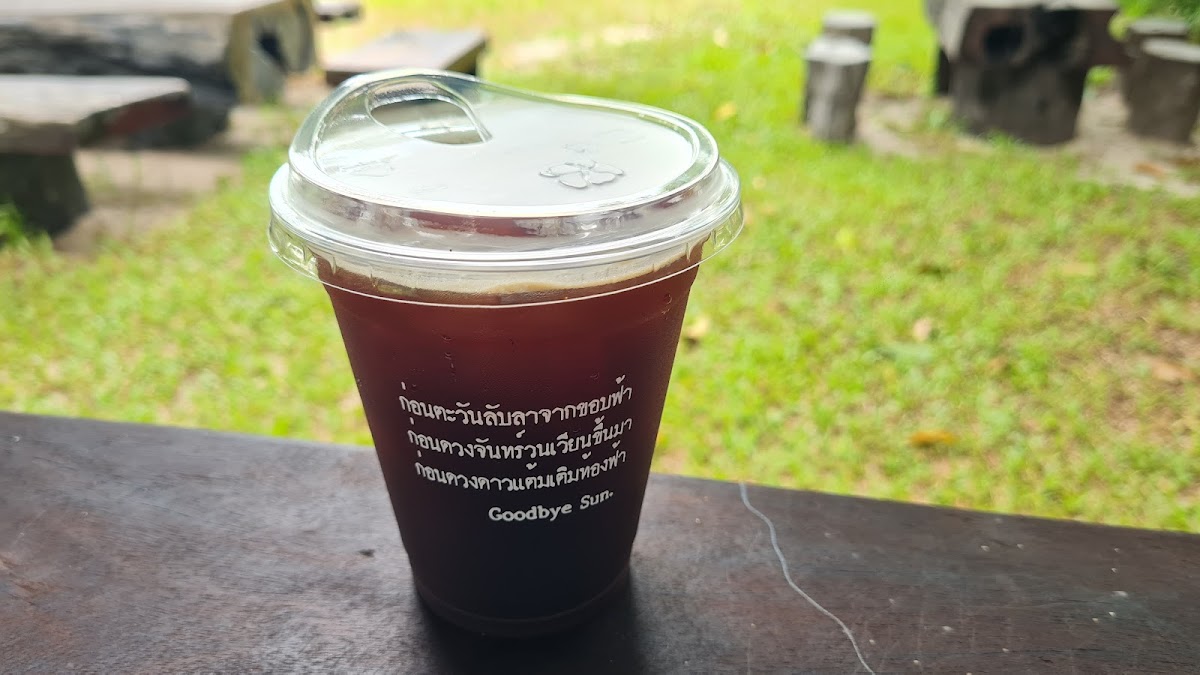 ก่อนตะวันลับลาจากขอบฟ้า
ก่อนดวงจันทร์วนเวียนขึ้นมา
ก่อนดวงดาวแต้มเติมท้องฟ้า
Goodbye Sun.